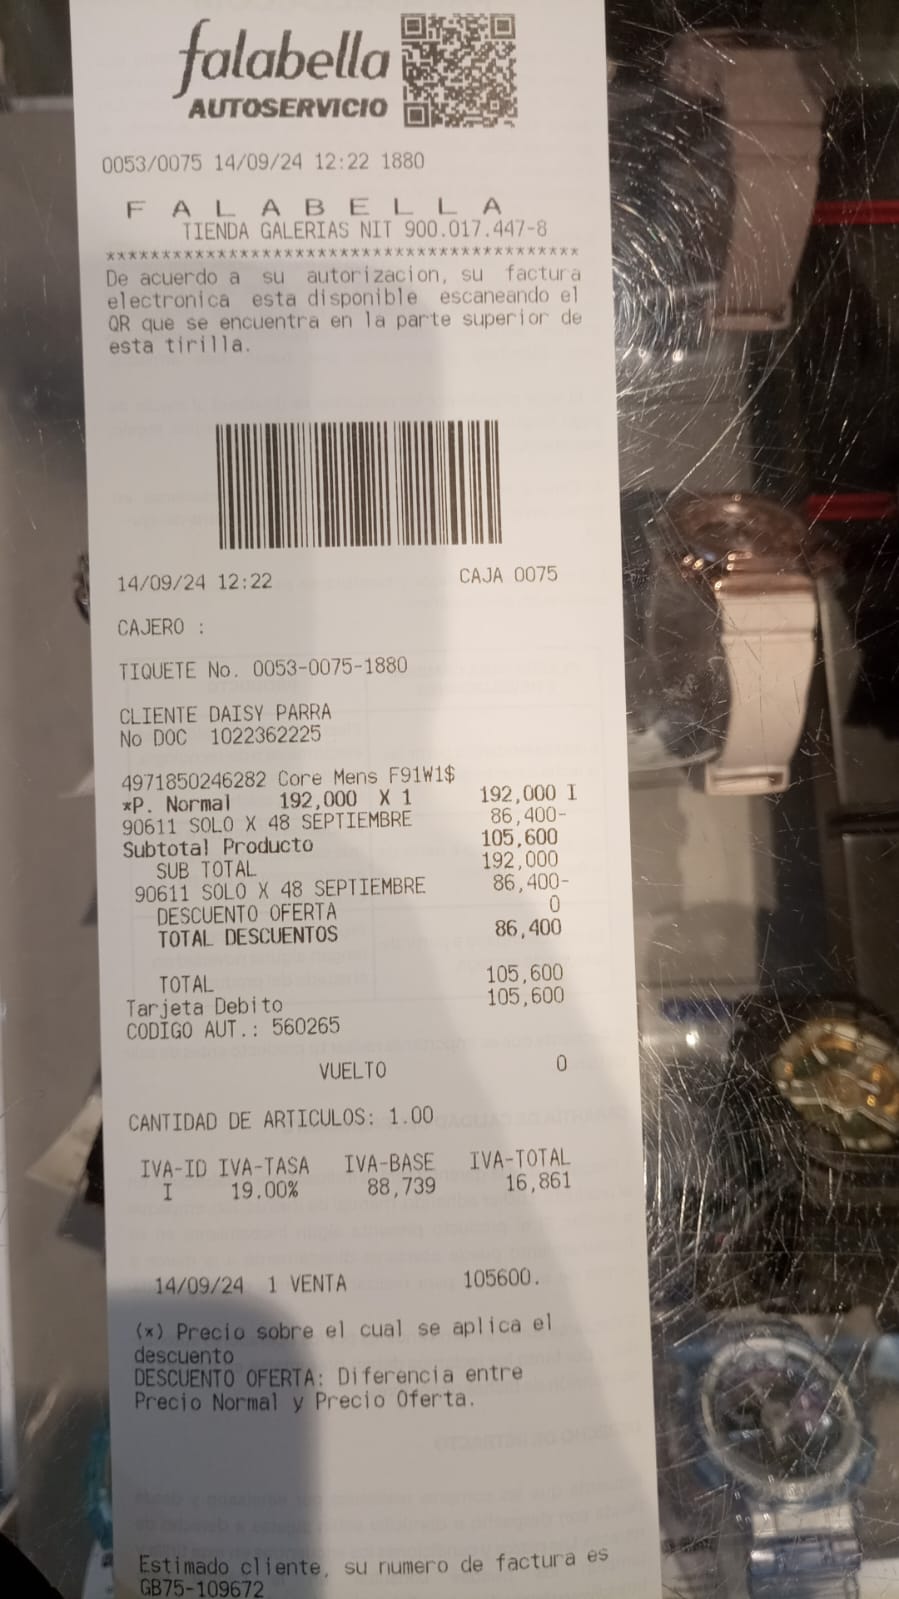 falabella
AUTOSERVICIO
0053/0075 14/09/24 12:22 1880
F A L A B E L L A
TIENDA GALERIAS NIT 900.017.447-8
******************************************
De acuerdo a su autorizacion, su factura
electronica esta disponible escaneando el
QR que se encuentra en la parte superior de
esta tirilla.
14/09/24 12:22 CAJA 0075
CAJERO :
TIQUETE No. 0053-0075-1880
CLIENTE DAISY PARRA
No DOC 1022362225
4971850246282 Core Mens F91W1$
*P. Normal 192,000 X 1 192,000 I
90611 SOLO X 48 SEPTIEMBRE 86,400-
Subtotal Producto 105,600
SUB TOTAL 192,000
90611 SOLO X 48 SEPTIEMBRE 86,400-
DESCUENTO OFERTA 0
TOTAL DESCUENTOS 86,400
TOTAL 105,600
Tarjeta Debito 105,600
CODIGO AUT.: 560265
VUELTO 0
CANTIDAD DE ARTICULOS: 1.00
IVA-ID IVA-TASA IVA-BASE IVA-TOTAL
I 19.00% 88,739 16,861
14/09/24 1 VENTA 105600.
(*) Precio sobre el cual se aplica el
descuento
DESCUENTO OFERTA: Diferencia entre
Precio Normal y Precio Oferta.
Estimado cliente, su numero de factura es
GB75-109672